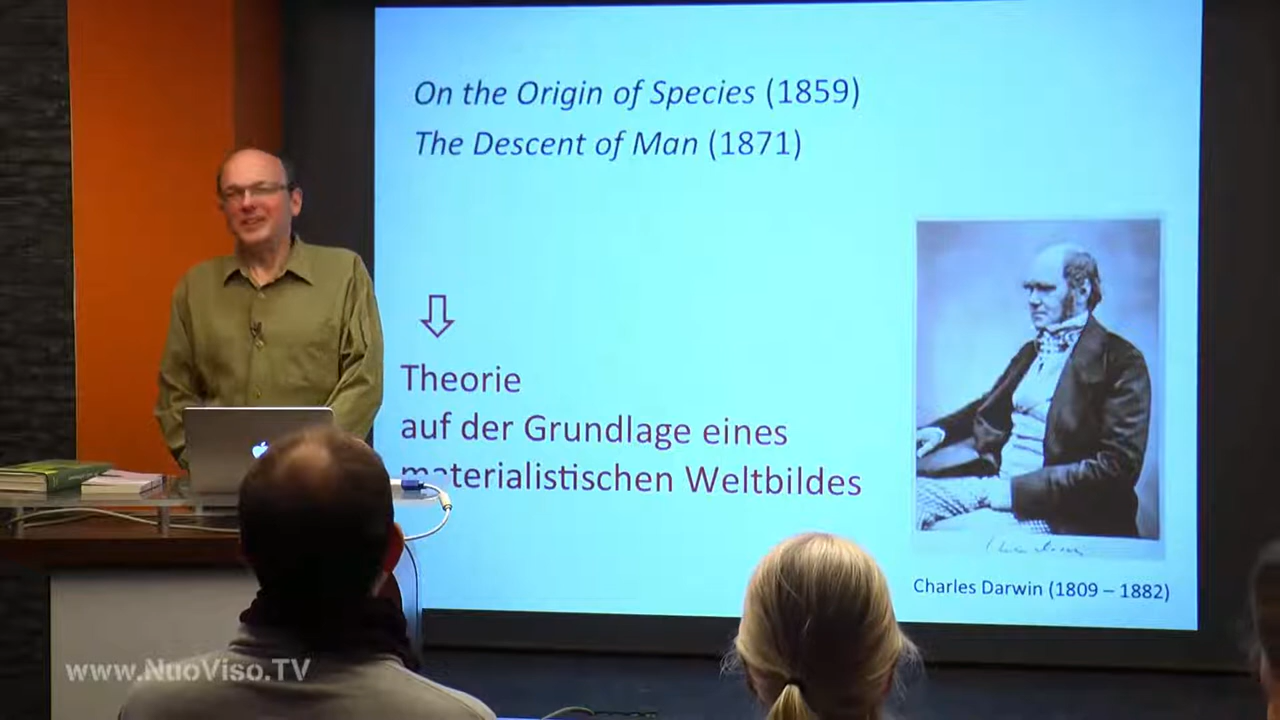 On the Origin of Species (1859)
The Descent of Man (1871)
Theorie
auf der Grundlage eines
materialistischen Weltbildes
Charles Darwin (1809 – 1882)
www.NuoViso.TV